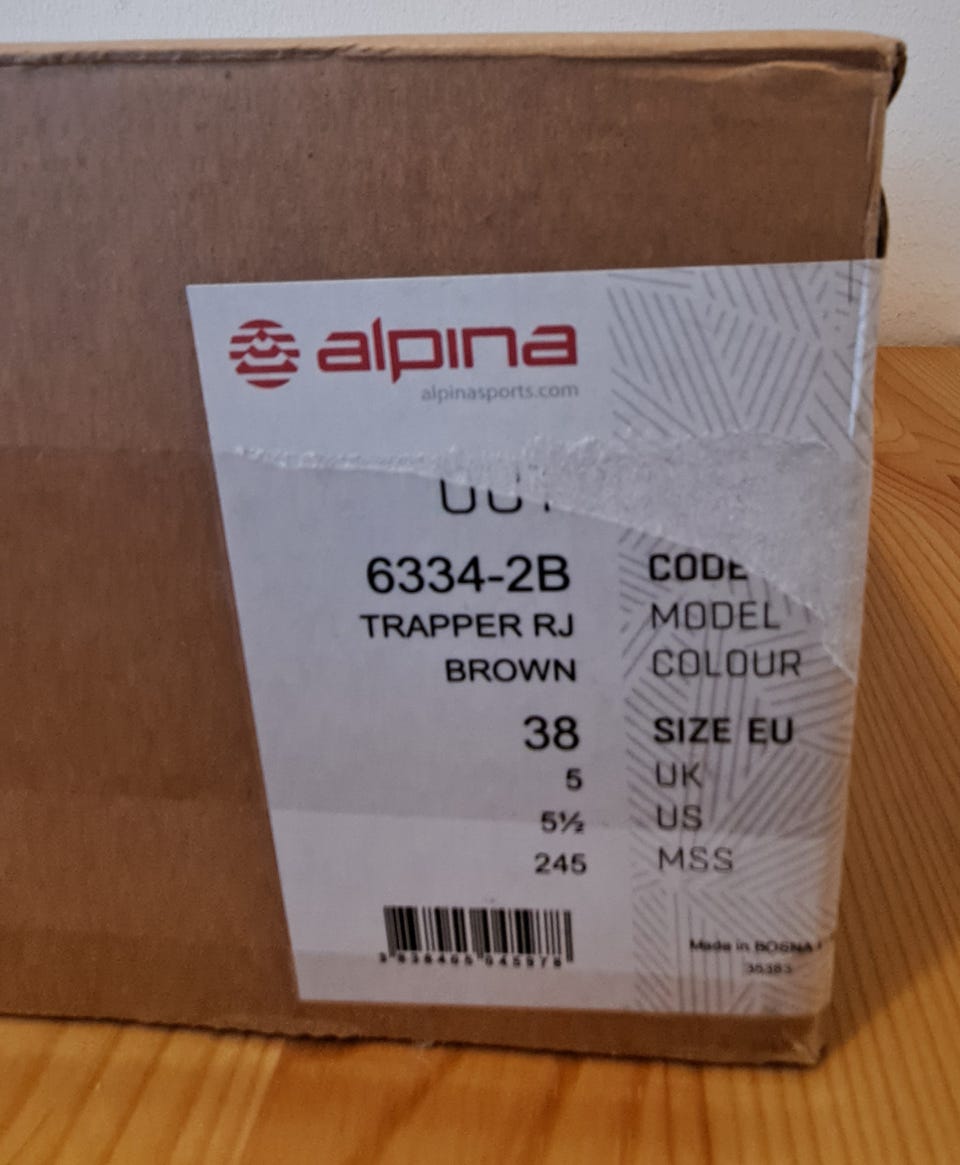 alpina
alpinasports.com
6334-2B CODE
TRAPPER RJ MODEL
BROWN COLOUR
38 SIZE EU
5 UK
5½ US
245 MSS
Made in BOSNA